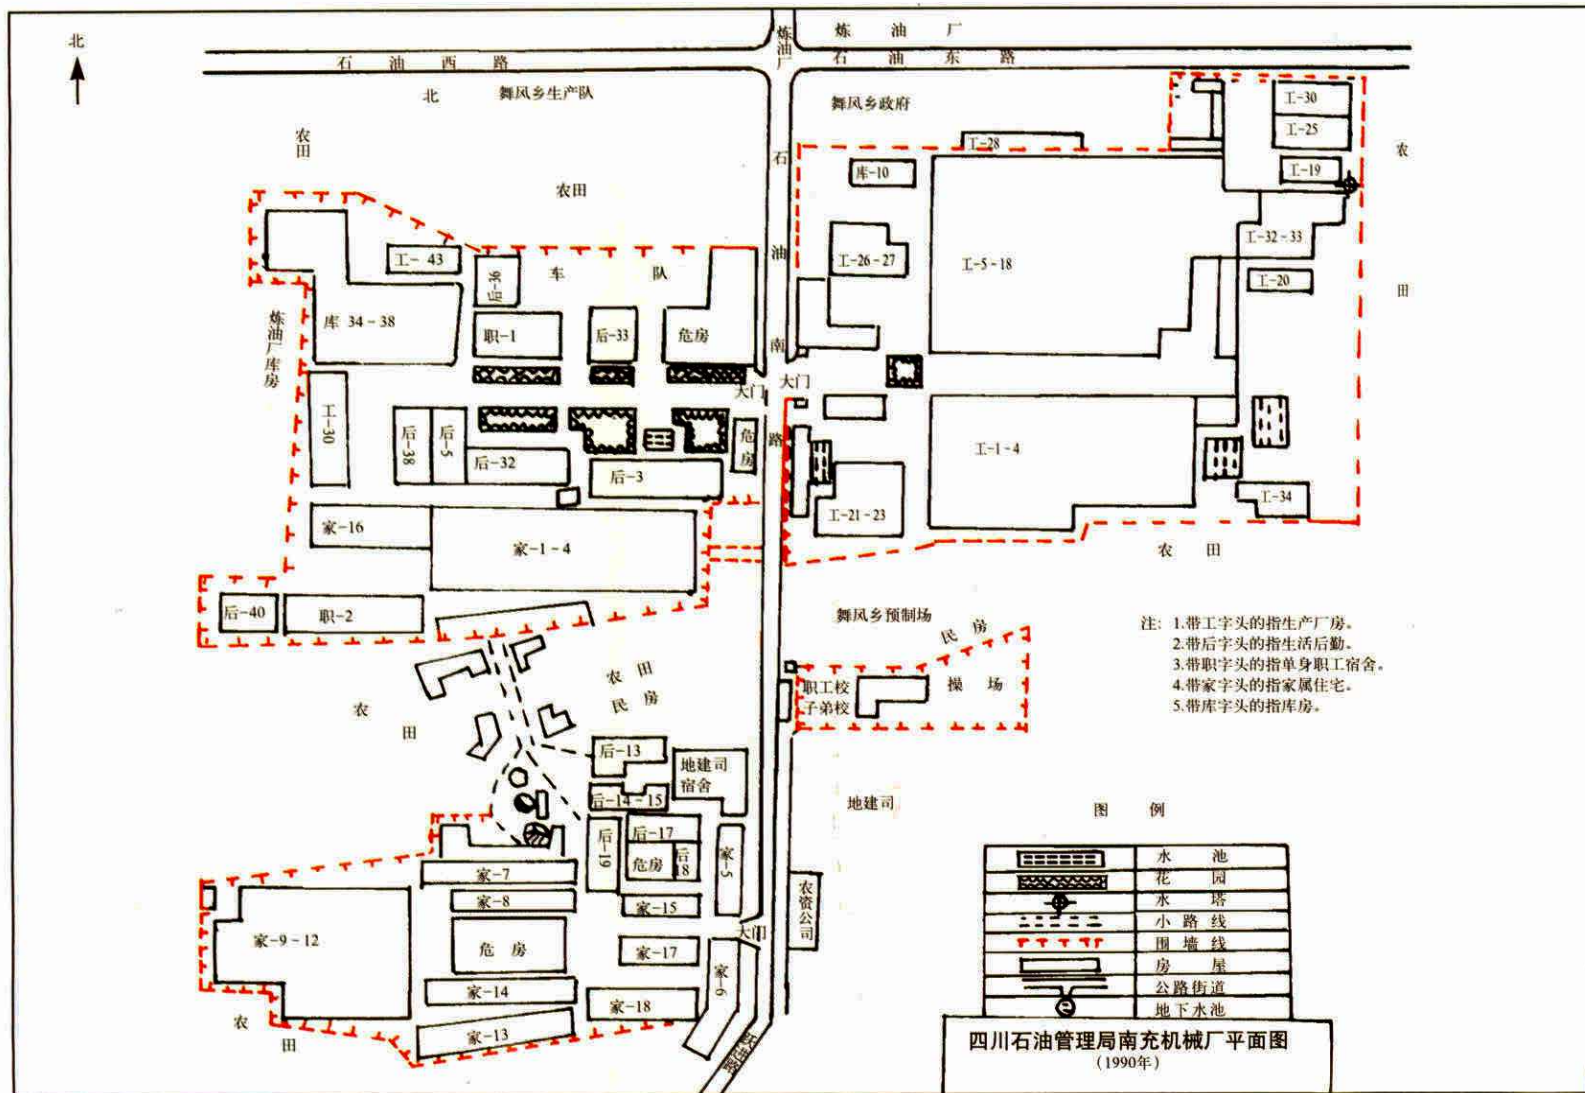 北
炼油厂
炼油厂
石油西路
石油东路
北
舞风乡生产队
舞风乡政府
农田
农田
农田
石油南路
工-30
工-25
工-28
工-19
库-10
工-32-33
工-26-27
工-5-18
工-20
工-43
后-36
车队
库 34-38
职-1
后-33
危房
炼油厂库房
大门
大门
工-30
后-38
后-5
后-32
后-3
危房
工-1-4
工-21-23
工-34
家-16
家-1-4
农田
后-40
职-2
舞风乡预制场
民房
职工校
子弟校
操场
农田
民房
农田
注: 1.带工字头的指生产厂房。
2.带后字头的指生活后勤。
3.带职字头的指单身职工宿舍。
4.带家字头的指家属住宅。
5.带库字头的指库房。
后-13
地建司
宿舍
后-14-15
地建司
后-19
后-17
危房
后18
家-5
家-7
家-8
家-15
农资公司
家-9-12
危房
家-17
大门
家-6
家-14
家-18
家-13
农田
图例
水池
花园
水塔
小路线
围墙线
房屋
公路街道
地下水池
四川石油管理局南充机械厂平面图
(1990年)